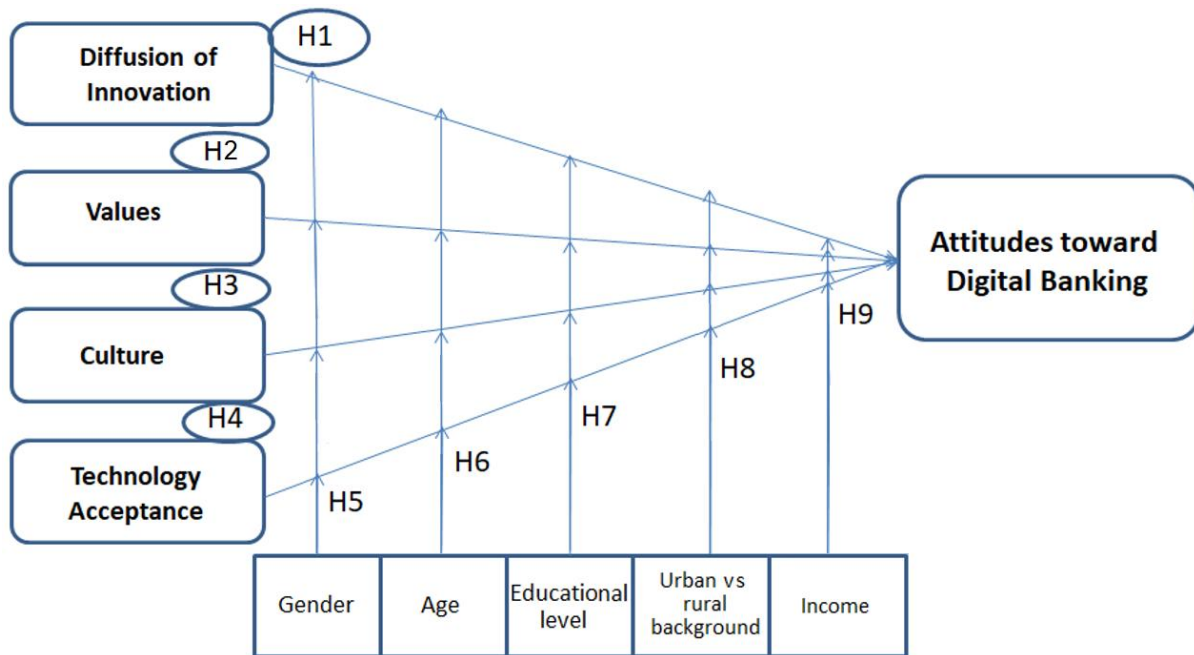 H1
Diffusion of
Innovation
H2
Values
H3
Culture
H4
Technology
Acceptance
Attitudes toward
Digital Banking
H9
H8
H7
H6
H5
Gender
Age
Educational
level
Urban vs
rural
background
Income